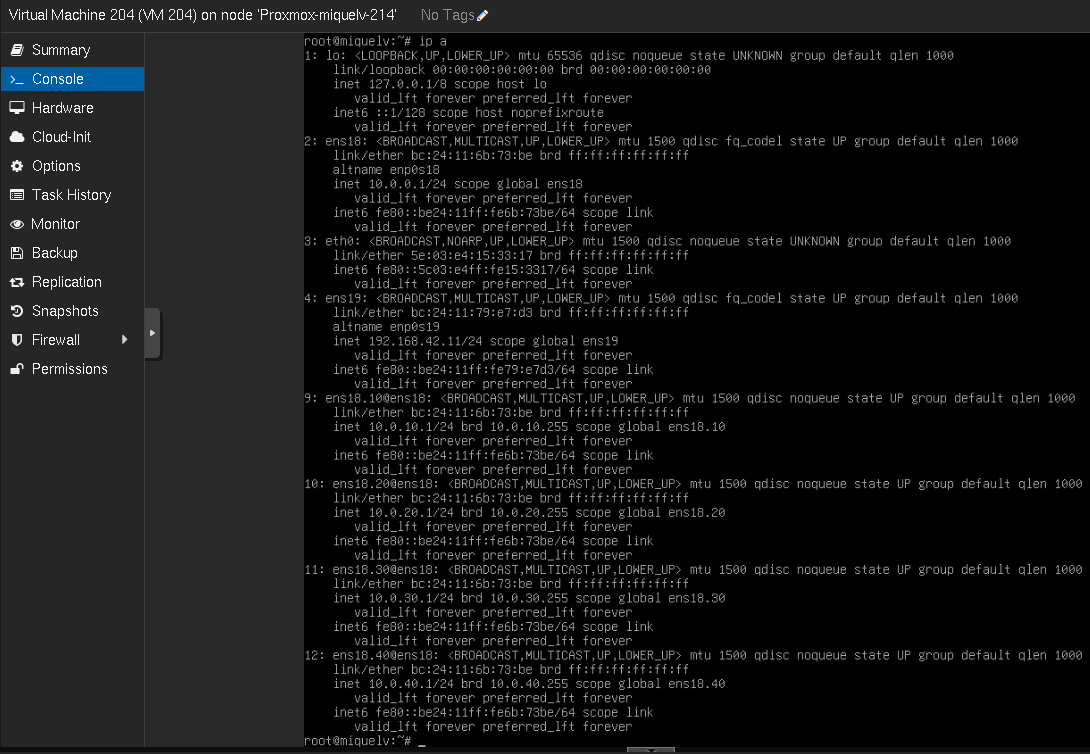 Virtual Machine 204 (VM 204) on node 'Proxmox-miquelv-214' No Tags
Summary
Console
Hardware
Cloud-Init
Options
Task History
Monitor
Backup
Replication
Snapshots
Firewall
Permissions
root@miquelv:~# ip a
1: lo: <LOOPBACK,UP,LOWER_UP> mtu 65536 qdisc noqueue state UNKNOWN group default qlen 1000
link/loopback 00:00:00:00:00:00 brd 00:00:00:00:00:00
inet 127.0.0.1/8 scope host lo
valid_lft forever preferred_lft forever
inet6 ::1/128 scope host noprefixroute
valid_lft forever preferred_lft forever
2: ens18: <BROADCAST,MULTICAST,UP,LOWER_UP> mtu 1500 qdisc fq_codel state UP group default qlen 1000
link/ether bc:24:11:6b:73:be brd ff:ff:ff:ff:ff:ff
altname enp0s18
inet 10.0.0.1/24 scope global ens18
valid_lft forever preferred_lft forever
inet6 fe80::be24:11ff:fe6b:73be/64 scope link
valid_lft forever preferred_lft forever
3: eth0: <BROADCAST,NOARP,UP,LOWER_UP> mtu 1500 qdisc noqueue state UNKNOWN group default qlen 1000
link/ether 5e:03:e4:15:33:17 brd ff:ff:ff:ff:ff:ff
inet6 fe80::5c03:e4ff:fe15:3317/64 scope link
valid_lft forever preferred_lft forever
4: ens19: <BROADCAST,MULTICAST,UP,LOWER_UP> mtu 1500 qdisc fq_codel state UP group default qlen 1000
link/ether bc:24:11:79:e7:d3 brd ff:ff:ff:ff:ff:ff
altname enp0s19
inet 192.168.42.11/24 scope global ens19
valid_lft forever preferred_lft forever
inet6 fe80::be24:11ff:fe79:e7d3/64 scope link
valid_lft forever preferred_lft forever
9: ens18.10@ens18: <BROADCAST,MULTICAST,UP,LOWER_UP> mtu 1500 qdisc noqueue state UP group default qlen 1000
link/ether bc:24:11:6b:73:be brd ff:ff:ff:ff:ff:ff
inet 10.0.10.1/24 brd 10.0.10.255 scope global ens18.10
valid_lft forever preferred_lft forever
inet6 fe80::be24:11ff:fe6b:73be/64 scope link
valid_lft forever preferred_lft forever
10: ens18.20@ens18: <BROADCAST,MULTICAST,UP,LOWER_UP> mtu 1500 qdisc noqueue state UP group default qlen 1000
link/ether bc:24:11:6b:73:be brd ff:ff:ff:ff:ff:ff
inet 10.0.20.1/24 brd 10.0.20.255 scope global ens18.20
valid_lft forever preferred_lft forever
inet6 fe80::be24:11ff:fe6b:73be/64 scope link
valid_lft forever preferred_lft forever
11: ens18.30@ens18: <BROADCAST,MULTICAST,UP,LOWER_UP> mtu 1500 qdisc noqueue state UP group default qlen 1000
link/ether bc:24:11:6b:73:be brd ff:ff:ff:ff:ff:ff
inet 10.0.30.1/24 brd 10.0.30.255 scope global ens18.30
valid_lft forever preferred_lft forever
inet6 fe80::be24:11ff:fe6b:73be/64 scope link
valid_lft forever preferred_lft forever
12: ens18.40@ens18: <BROADCAST,MULTICAST,UP,LOWER_UP> mtu 1500 qdisc noqueue state UP group default qlen 1000
link/ether bc:24:11:6b:73:be brd ff:ff:ff:ff:ff:ff
inet 10.0.40.1/24 brd 10.0.40.255 scope global ens18.40
valid_lft forever preferred_lft forever
inet6 fe80::be24:11ff:fe6b:73be/64 scope link
valid_lft forever preferred_lft forever
root@miquelv:~# _